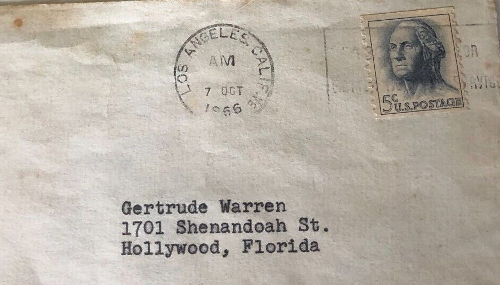 LOS ANGELES, CALIF.
AM
7 OCT
1966
5¢
U.S. POSTAGE
Gertrude Warren
1701 Shenandoah St.
Hollywood, Florida